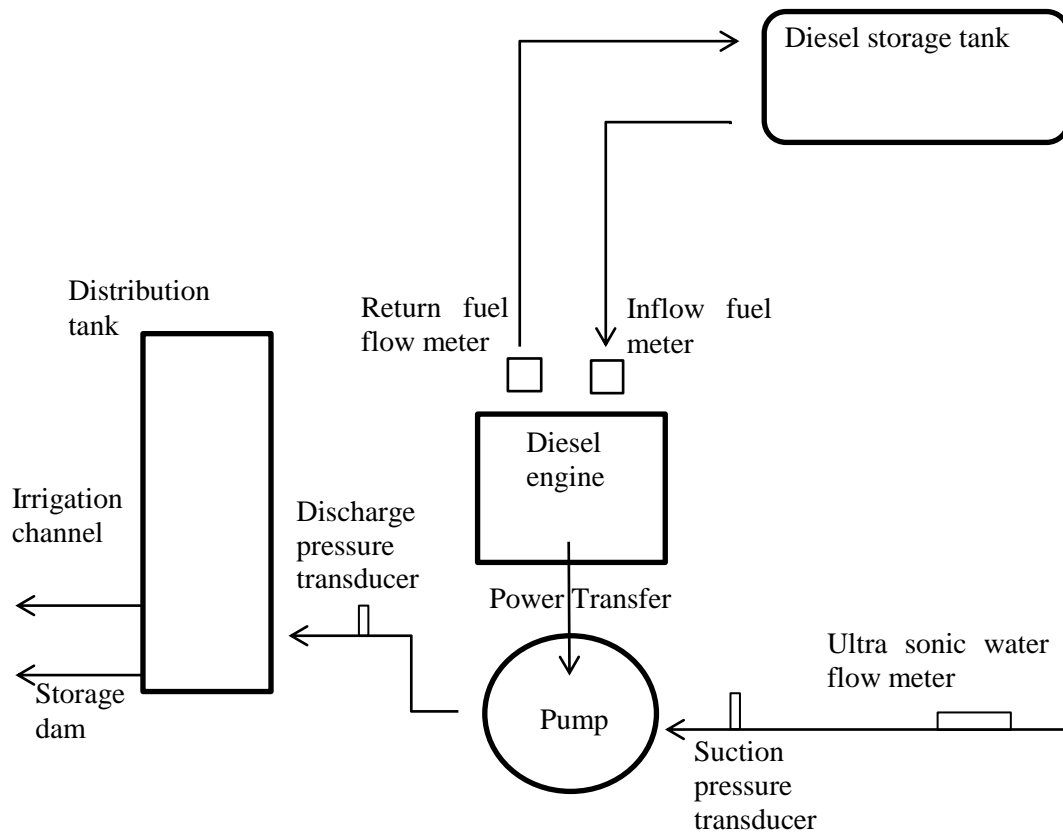 Diesel storage tank
Distribution
tank
Return fuel
flow meter
Inflow fuel
meter
Diesel
engine
Irrigation
channel
Discharge
pressure
transducer
Power Transfer
Ultra sonic water
flow meter
Storage
dam
Pump
Suction
pressure
transducer